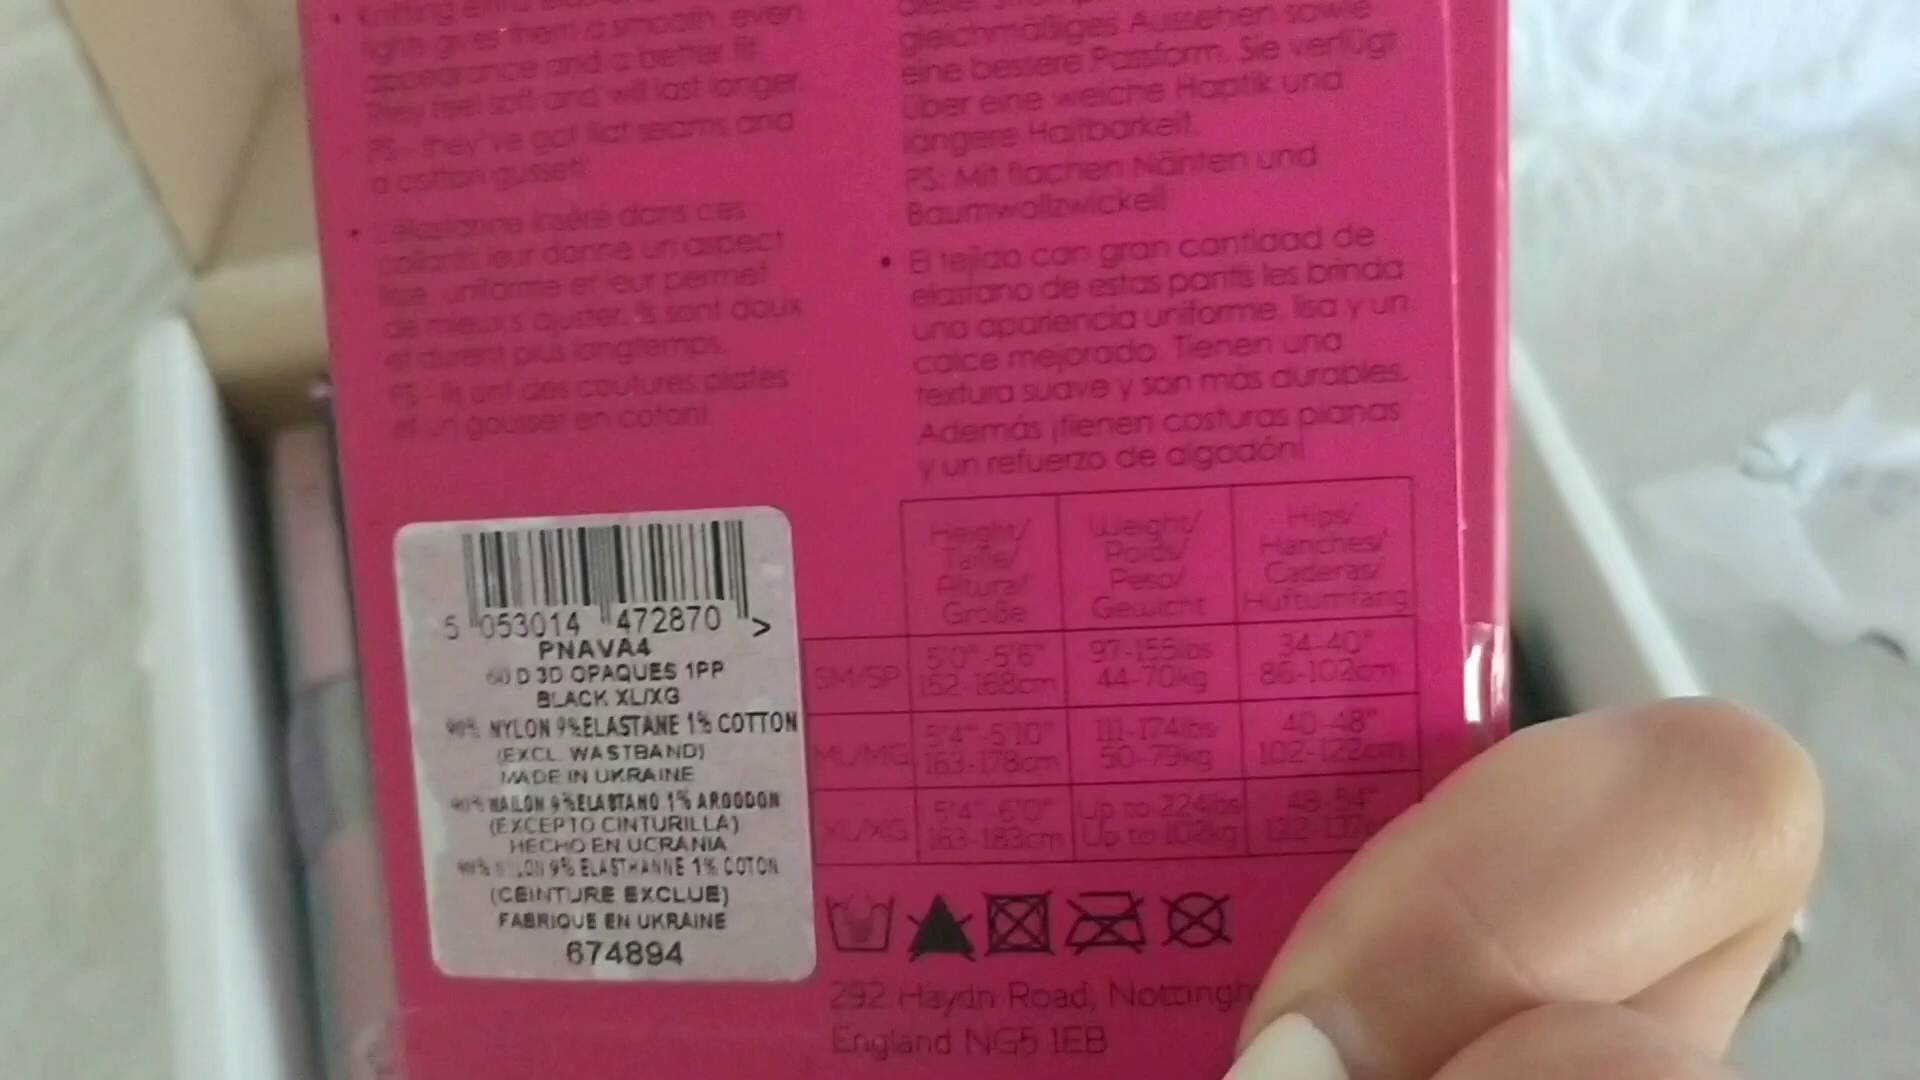 • Knitting extra
tights gives them a smooth even
appearance and a better fit.
They feel soft and will last longer.
PS - they've got flat seams and
a cotton gusset!
• L'élastanne inséré dans ces
collants leur donne un aspect
lisse, uniforme et leur permet
de mieux s'ajuster. Ils sont doux
et durent plus longtemps.
PS - Ils ont des coutures plates
et un gousset en coton!
gleichmäßiges Aussehen sowie
eine bessere Passform. Sie verfügt
über eine weiche Haptik und
längere Haltbarkeit.
PS: Mit flachen Nähten und
Baumwollzwickel!
• El tejido con gran cantidad de
elastano de estas pantis les brinda
una apariencia uniforme, lisa y un
calce mejorado. Tienen una
textura suave y son más durables.
Además ¡tienen costuras planas
y un refuerzo de algodón!
5 053014 472870 >
PNAVA4
60 D 3D OPAQUES 1PP
BLACK XL/XG
90% NYLON 9%ELASTANE 1% COTTON
(EXCL. WASTBAND)
MADE IN UKRAINE
90% NAILON 9%ELASTANO 1% ARGODON
(EXCEPTO CINTURILLA)
HECHO EN UCRANIA
90% NYLON 9% ELASTHANNE 1% COTON
(CEINTURE EXCLUE)
FABRIQUE EN UKRAINE
674894
Height/ Taille/ Altura/ Größe
Weight/ Poids/ Peso/ Gewicht
Hips/ Hanches/ Caderas/ Hüftumfang
SM/SP 5'0"-5'6" 97-155lbs 34-40"
152-168cm 44-70kg 86-102cm
ML/MG 5'4"-5'10" 111-174lbs 40-48"
163-178cm 50-79kg 102-122cm
XL/XG 5'4"-6'0" Up to 224lbs 48-54"
163-183cm Up to 102kg
292 Haydn Road, Nottingh
England NG5 1EB